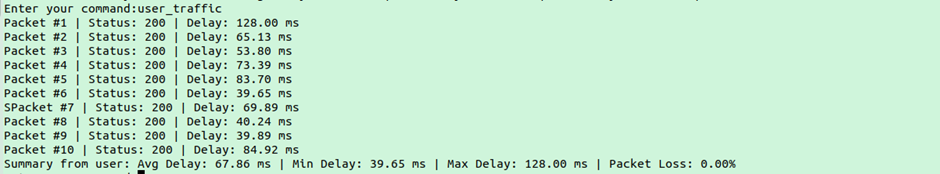 Enter your command:user_traffic
Packet #1 | Status: 200 | Delay: 128.00 ms
Packet #2 | Status: 200 | Delay: 65.13 ms
Packet #3 | Status: 200 | Delay: 53.80 ms
Packet #4 | Status: 200 | Delay: 73.39 ms
Packet #5 | Status: 200 | Delay: 83.70 ms
Packet #6 | Status: 200 | Delay: 39.65 ms
SPacket #7 | Status: 200 | Delay: 69.89 ms
Packet #8 | Status: 200 | Delay: 40.24 ms
Packet #9 | Status: 200 | Delay: 39.89 ms
Packet #10 | Status: 200 | Delay: 84.92 ms
Summary from user: Avg Delay: 67.86 ms | Min Delay: 39.65 ms | Max Delay: 128.00 ms | Packet Loss: 0.00%